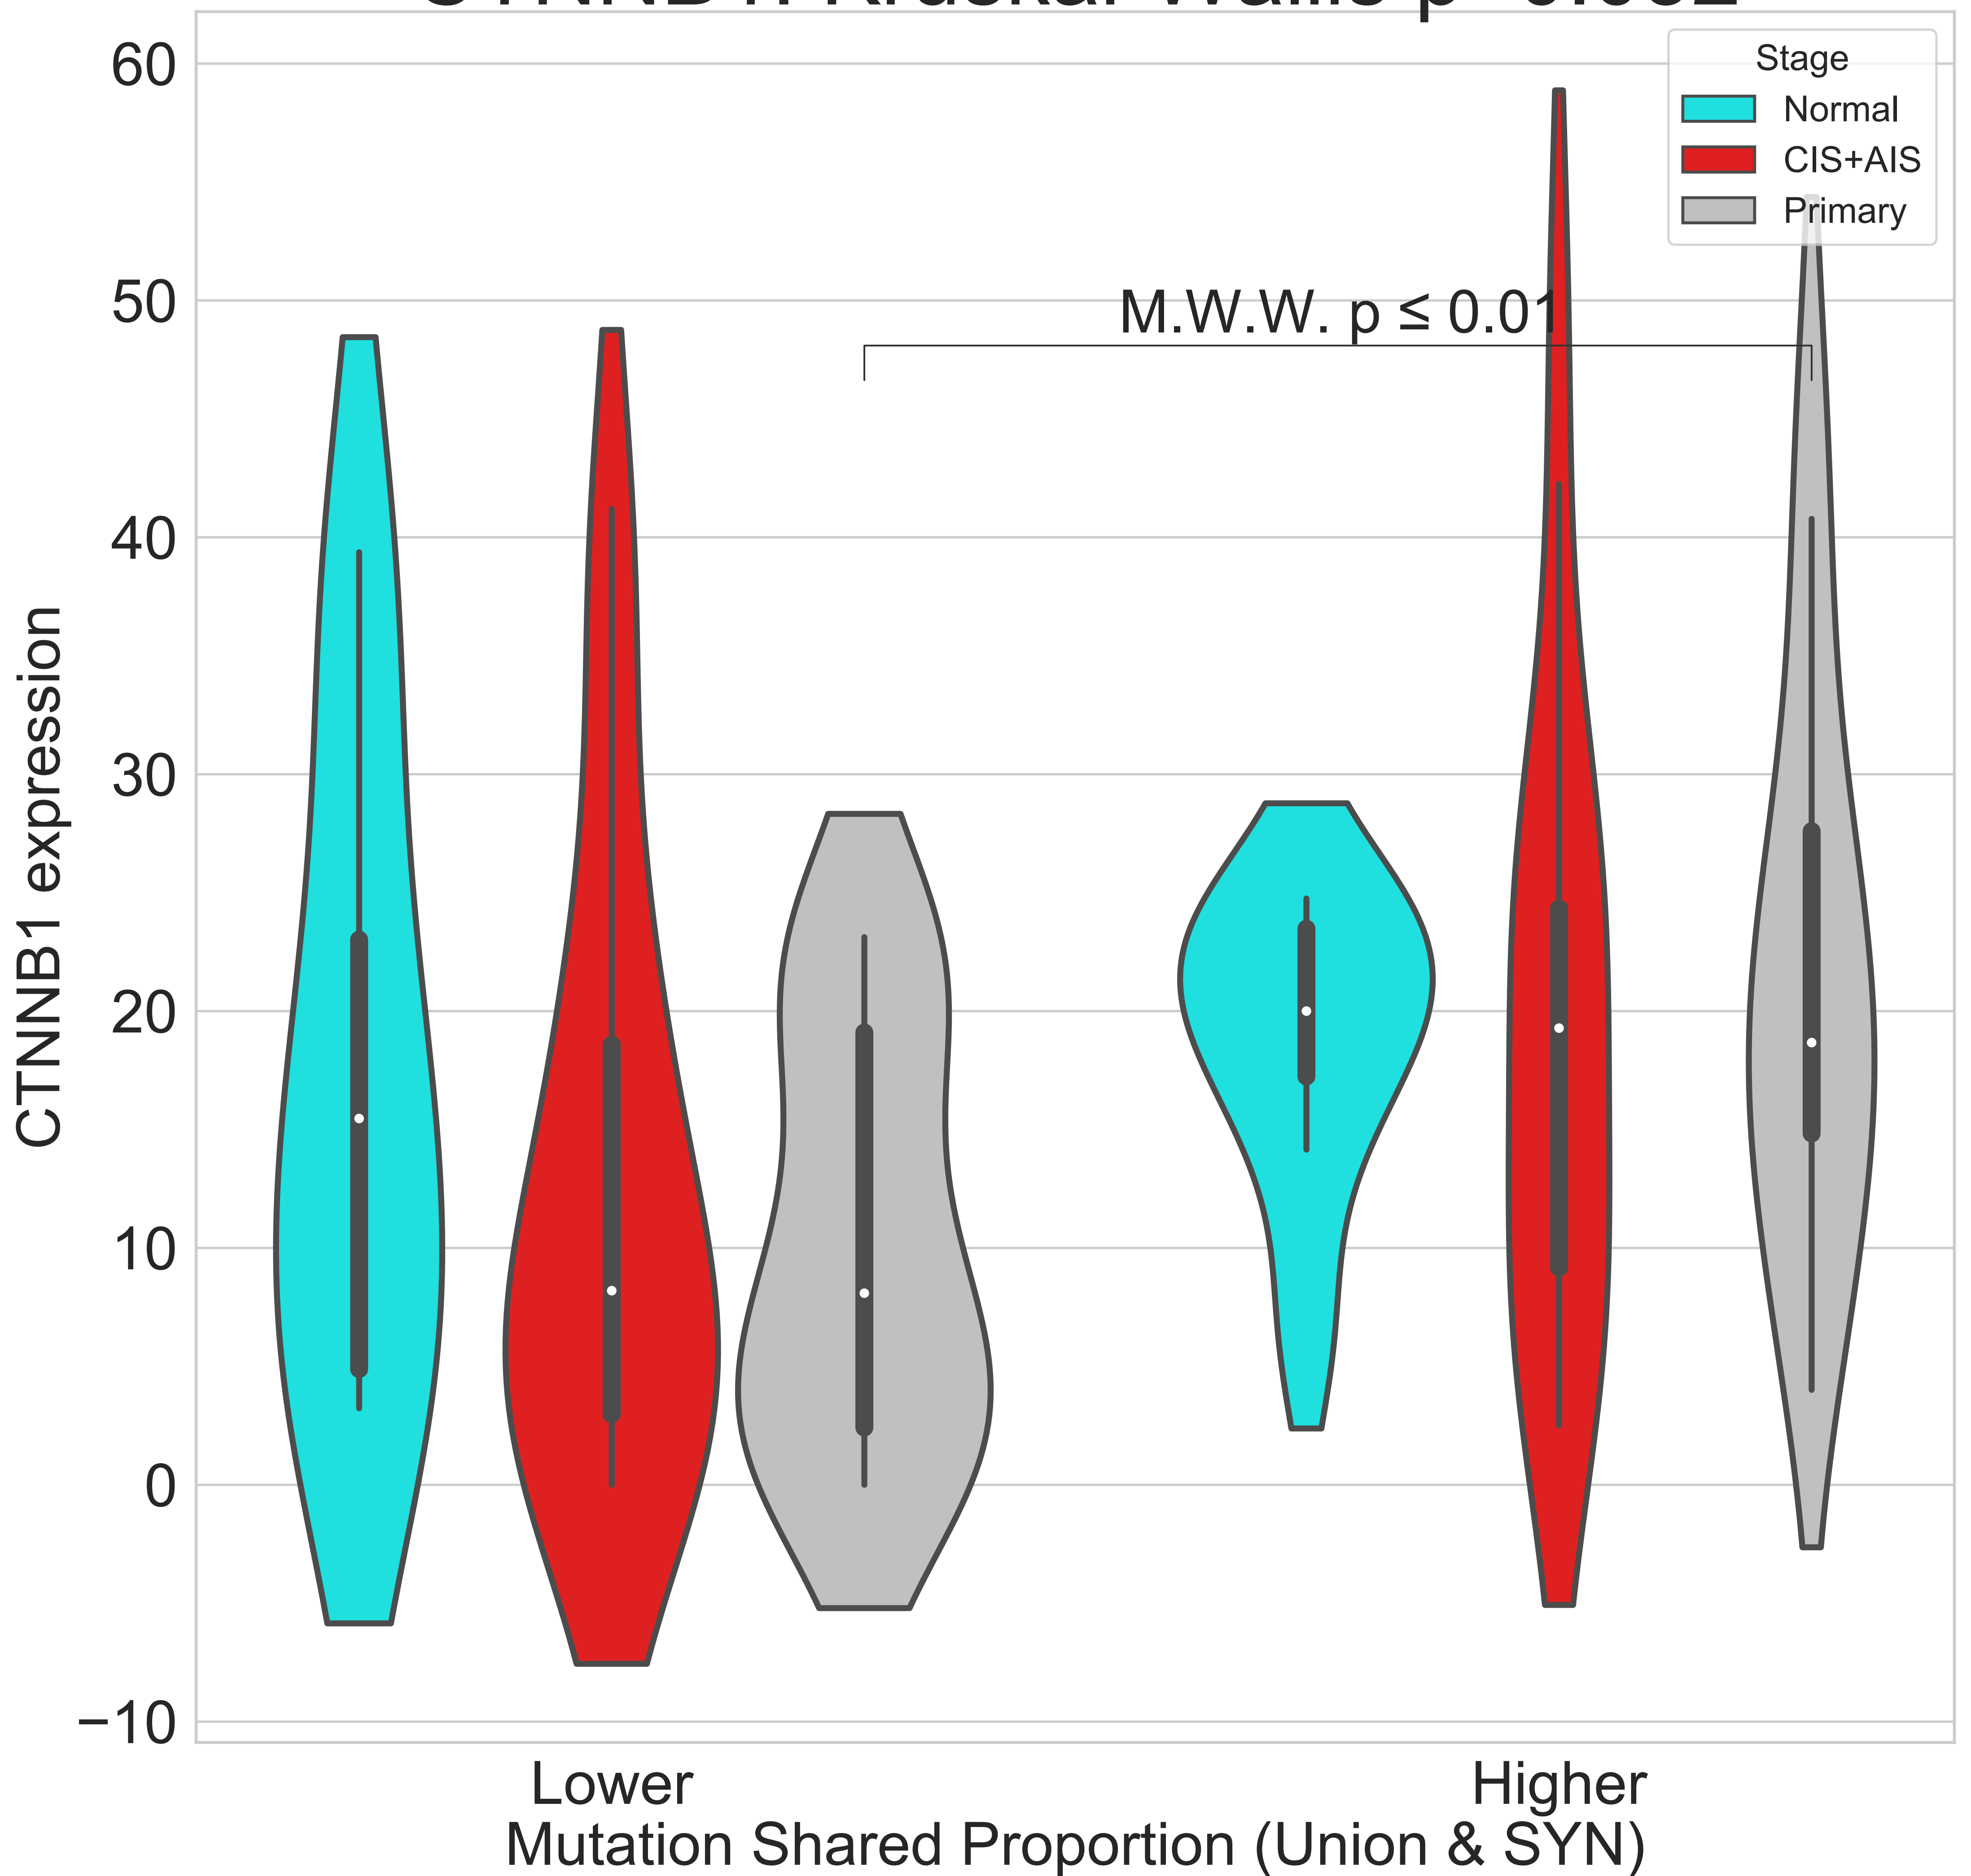 60
50
40
30
20
10
0
−10
CTNNB1 expression
Stage
Normal
CIS+AIS
Primary
M.W.W. p ≤ 0.01
Lower
Higher
Mutation Shared Proportion (Union & SYN)